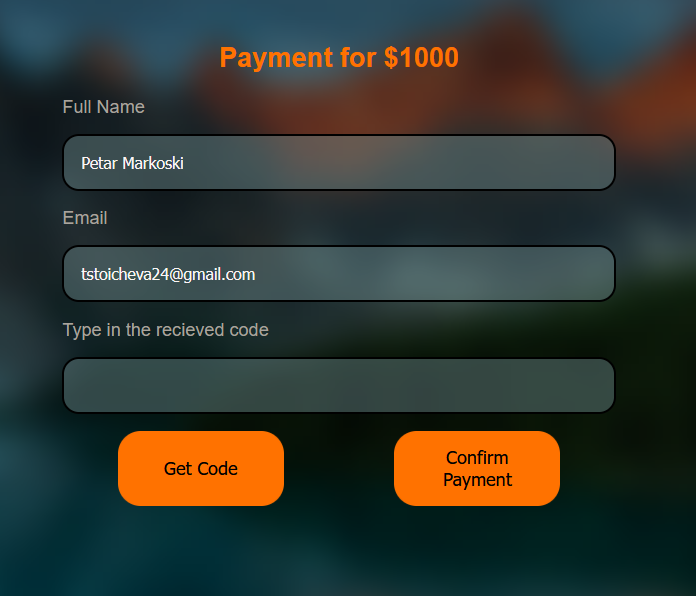 Payment for $1000
Full Name
Petar Markoski
Email
tstoicheva24@gmail.com
Type in the recieved code
Get Code
Confirm
Payment